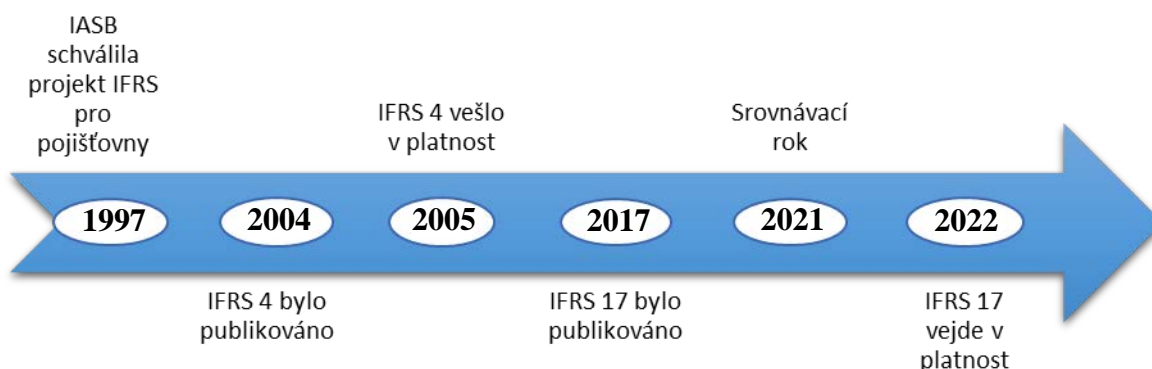 IASB
schválila
projekt IFRS
pro
pojišťovny
IFRS 4 vešlo
v platnost
Srovnávací
rok
1997
2004
2005
2017
2021
2022
IFRS 4 bylo
publikováno
IFRS 17 bylo
publikováno
IFRS 17
vejde v
platnost